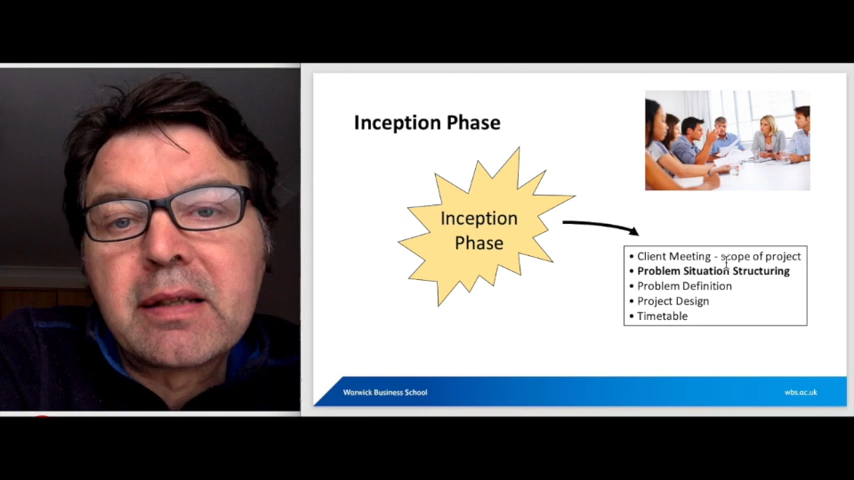 Inception Phase
Inception
Phase
• Client Meeting - scope of project
• Problem Situation Structuring
• Problem Definition
• Project Design
• Timetable
Warwick Business School
wbs.ac.uk